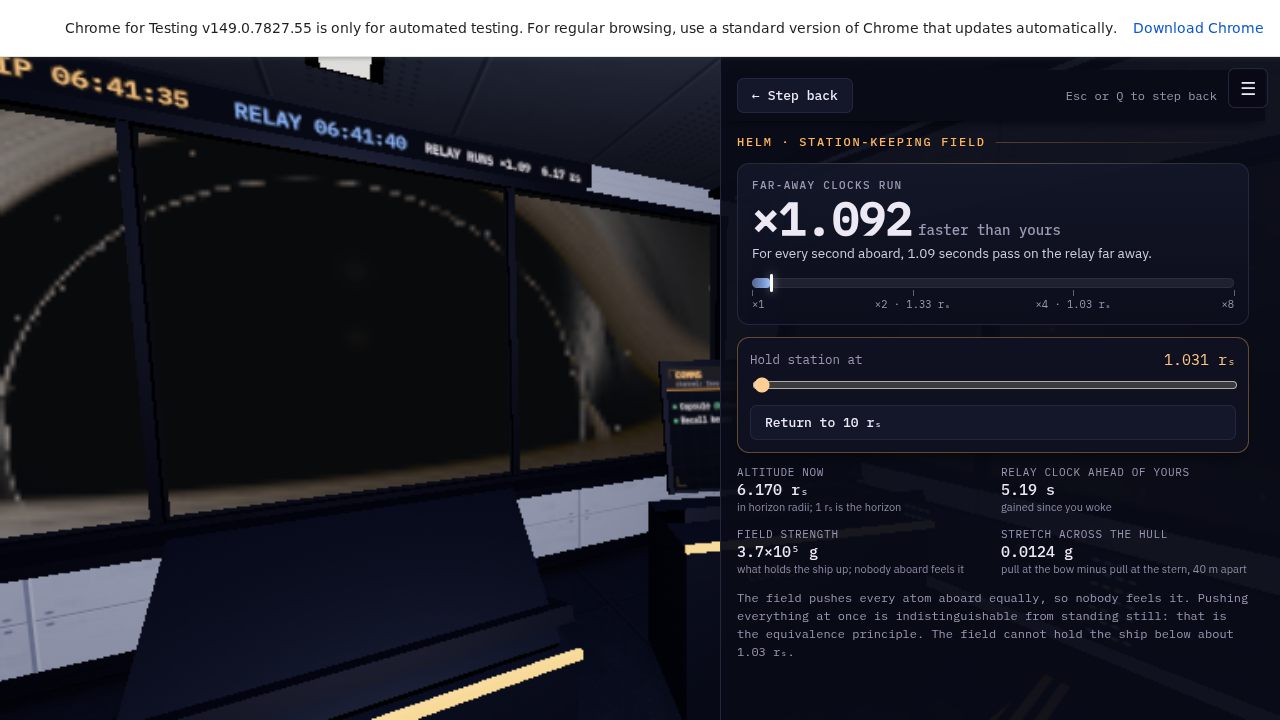 Chrome for Testing v149.0.7827.55 is only for automated testing. For regular browsing, use a standard version of Chrome that updates automatically. Download Chrome
IP 06:41:35
RELAY 06:41:40
RELAY RUNS ×1.09 6.17 rs
← Step back
Esc or Q to step back
☰
HELM · STATION-KEEPING FIELD
FAR-AWAY CLOCKS RUN
×1.092 faster than yours
For every second aboard, 1.09 seconds pass on the relay far away.
×1 ×2 · 1.33 rₛ ×4 · 1.03 rₛ ×8
Hold station at 1.031 rₛ
Return to 10 rₛ
COMMS
Capsule
Recall
ALTITUDE NOW
6.170 rₛ
in horizon radii; 1 rₛ is the horizon
RELAY CLOCK AHEAD OF YOURS
5.19 s
gained since you woke
FIELD STRENGTH
3.7×10⁵ g
what holds the ship up; nobody aboard feels it
STRETCH ACROSS THE HULL
0.0124 g
pull at the bow minus pull at the stern, 40 m apart
The field pushes every atom aboard equally, so nobody feels it. Pushing
everything at once is indistinguishable from standing still: that is
the equivalence principle. The field cannot hold the ship below about
1.03 rₛ.